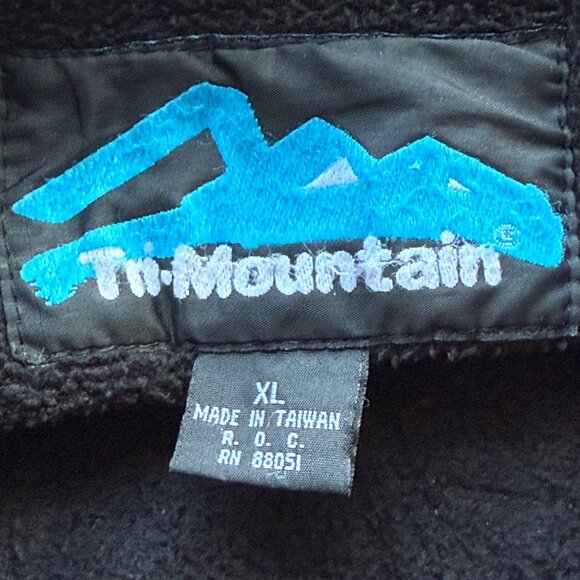 Tri-Mountain
®
XL
MADE IN TAIWAN
R. O. C.
RN 88051